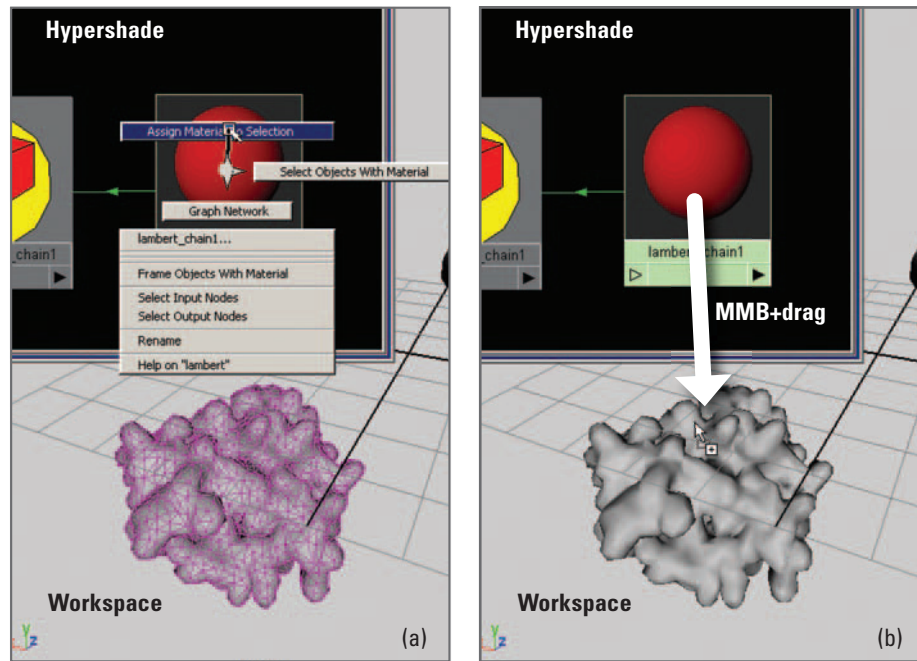 Hypershade
Assign Material to Selection
Select Objects With Material
Graph Network
_chain1
lambert_chain1...
Frame Objects With Material
Select Input Nodes
Select Output Nodes
Rename
Help on "lambert"
Workspace
y
z
(a)
Hypershade
_chain1
lambert_chain1
MMB+drag
Workspace
y
z
(b)